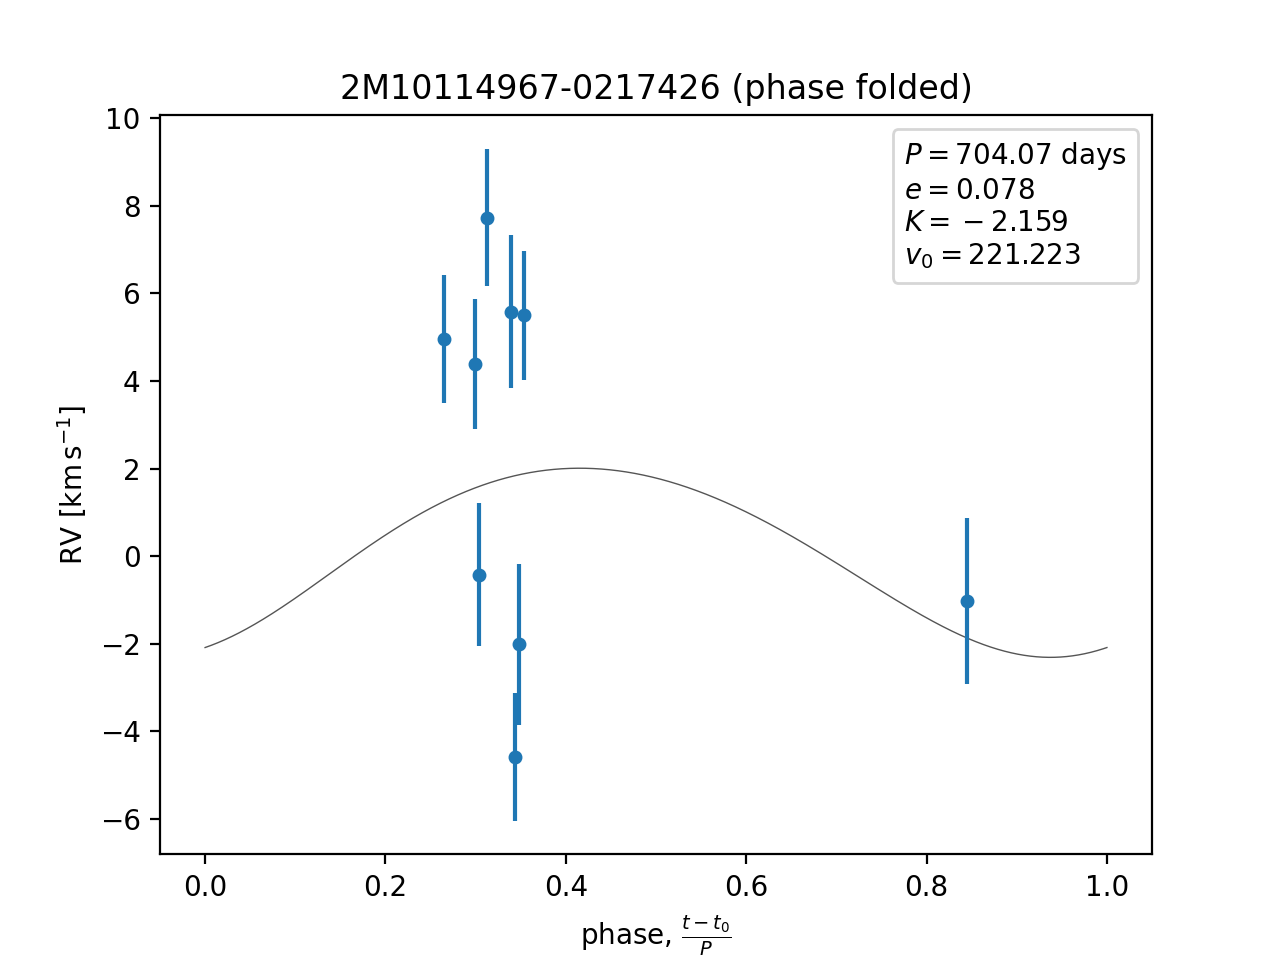 2M10114967-0217426 (phase folded)
10
8
6
4
2
0
−2
−4
−6
RV [km s⁻¹]
P = 704.07 days
e = 0.078
K = −2.159
v₀ = 221.223
0.0 0.2 0.4 0.6 0.8 1.0
phase, (t − t₀)/P